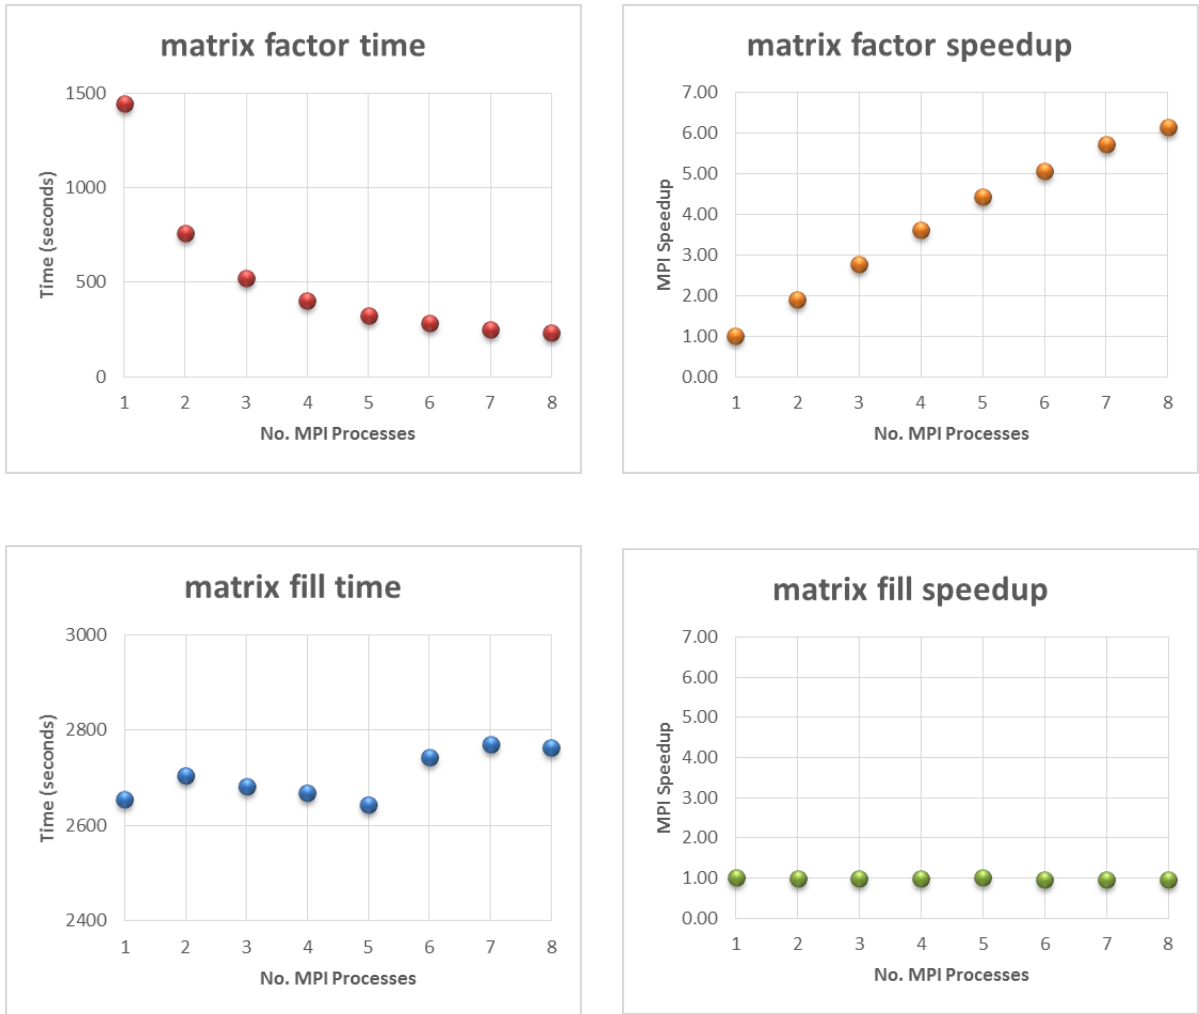 matrix factor time
1500
1000
500
0
Time (seconds)
1 2 3 4 5 6 7 8
No. MPI Processes
matrix factor speedup
7.00
6.00
5.00
4.00
3.00
2.00
1.00
0.00
MPI Speedup
1 2 3 4 5 6 7 8
No. MPI Processes
matrix fill time
3000
2800
2600
2400
Time (seconds)
1 2 3 4 5 6 7 8
No. MPI Processes
matrix fill speedup
7.00
6.00
5.00
4.00
3.00
2.00
1.00
0.00
MPI Speedup
1 2 3 4 5 6 7 8
No. MPI Processes